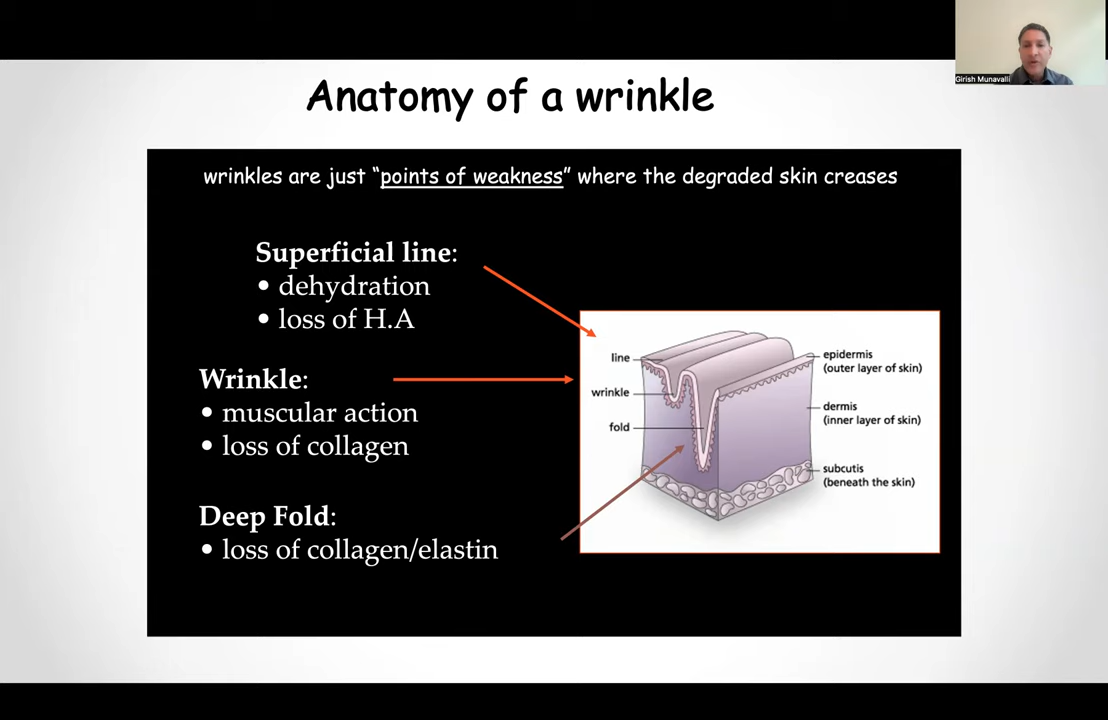 Girish Munavalli
Anatomy of a wrinkle
wrinkles are just “points of weakness” where the degraded skin creases
Superficial line:
• dehydration
• loss of H.A
Wrinkle:
• muscular action
• loss of collagen
Deep Fold:
• loss of collagen/elastin
line
wrinkle
fold
epidermis
(outer layer of skin)
dermis
(inner layer of skin)
subcutis
(beneath the skin)